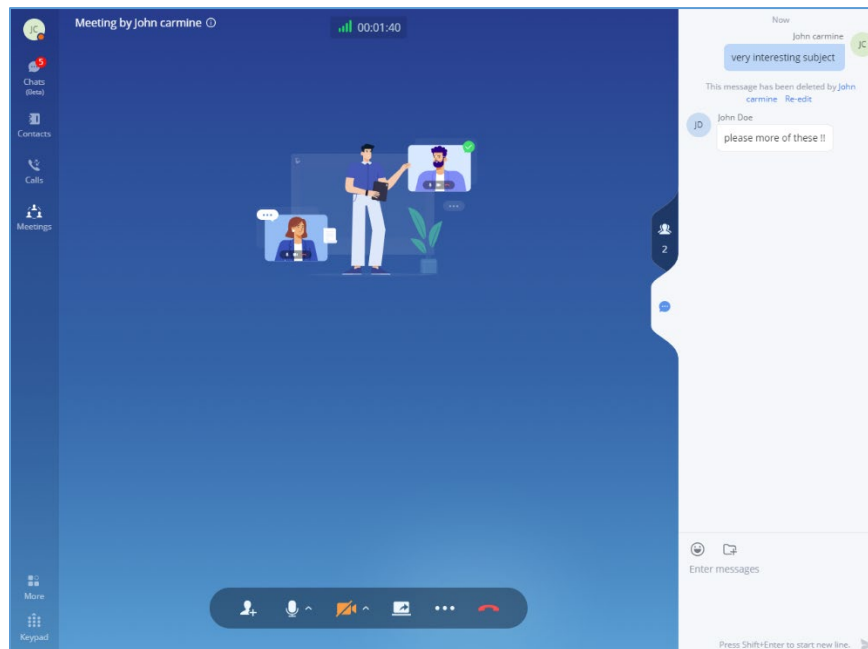 JC
Meeting by John carmine
00:01:40
5
Chats
(Beta)
Contacts
Calls
Meetings
More
Keypad
2
Now
John carmine
JC
very interesting subject
This message has been deleted by John
carmine Re-edit
JD
John Doe
please more of these !!
Enter messages
Press Shift+Enter to start new line.